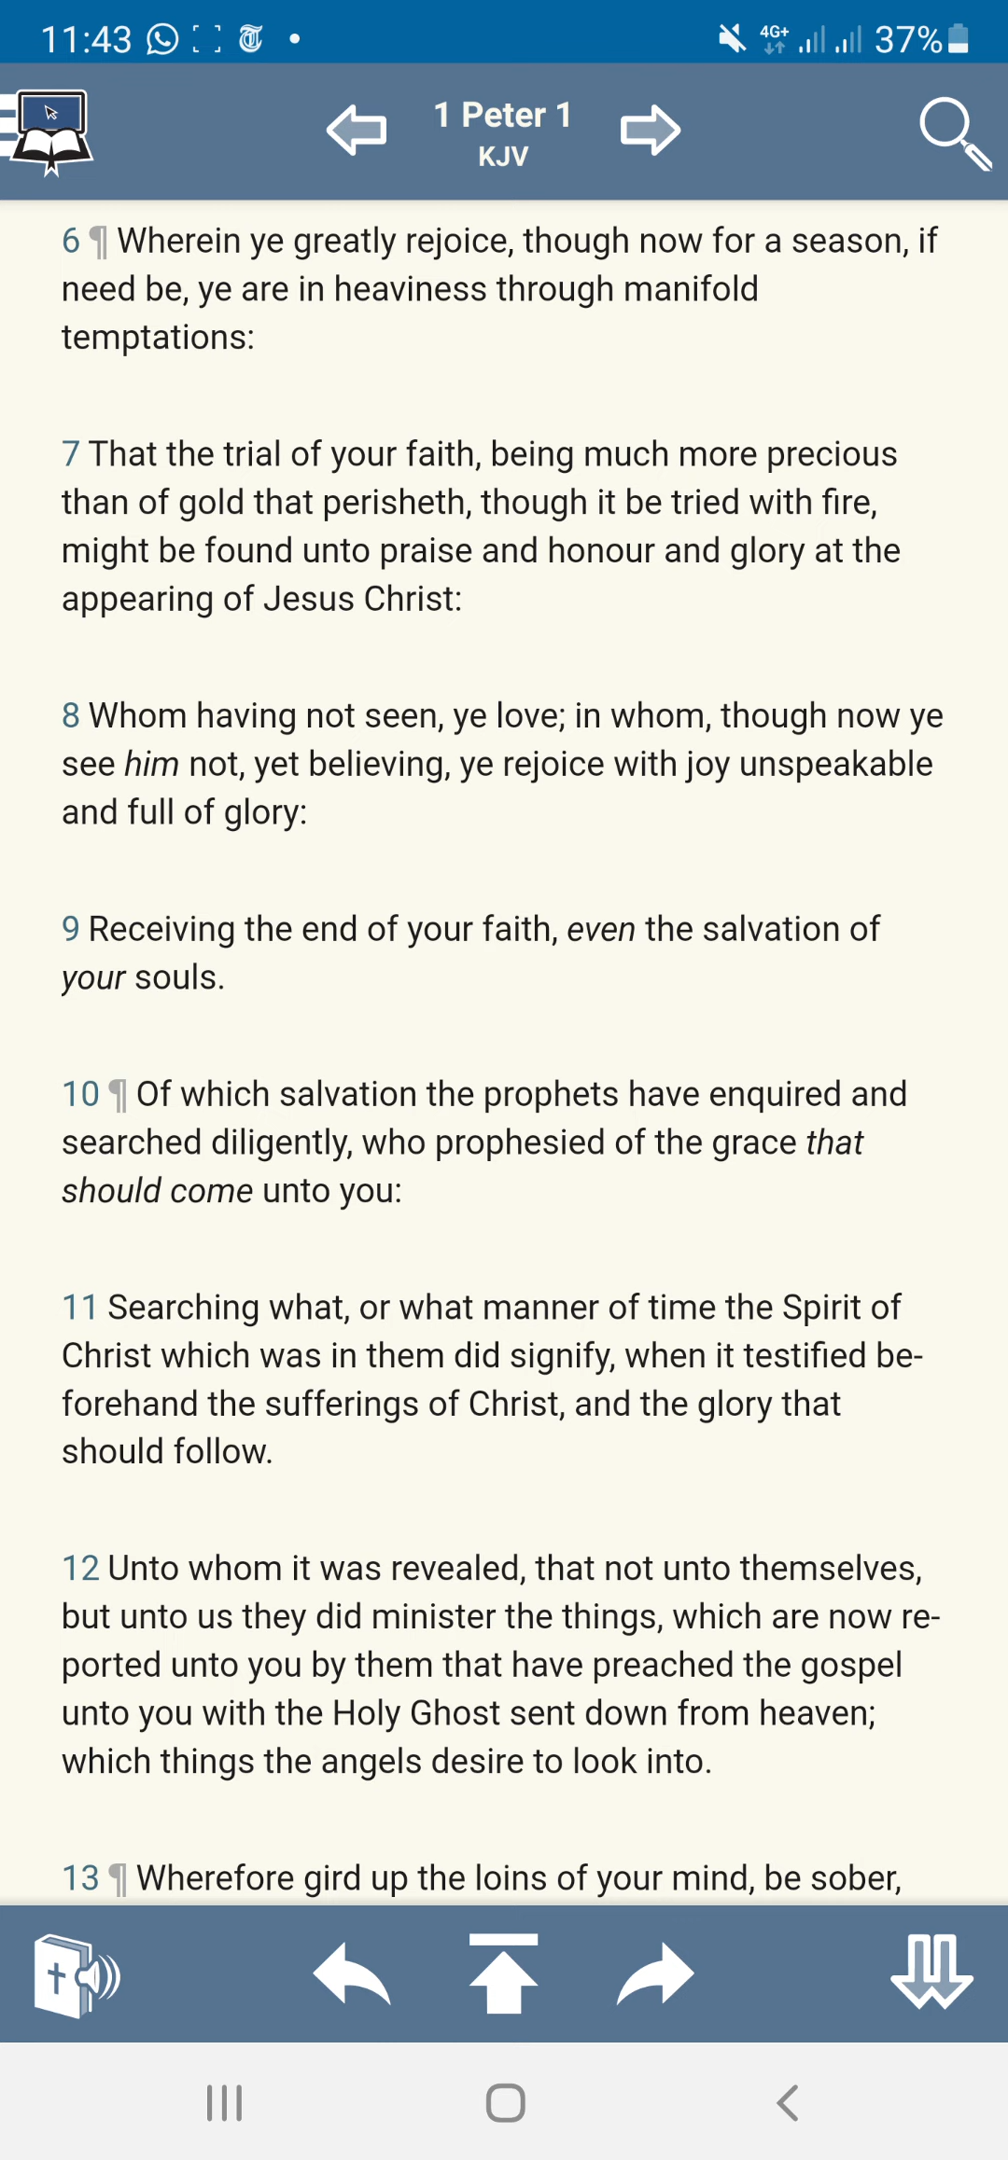 11:43
4G+
37%
1 Peter 1
KJV
6 ¶ Wherein ye greatly rejoice, though now for a season, if
need be, ye are in heaviness through manifold
temptations:
7 That the trial of your faith, being much more precious
than of gold that perisheth, though it be tried with fire,
might be found unto praise and honour and glory at the
appearing of Jesus Christ:
8 Whom having not seen, ye love; in whom, though now ye
see him not, yet believing, ye rejoice with joy unspeakable
and full of glory:
9 Receiving the end of your faith, even the salvation of
your souls.
10 ¶ Of which salvation the prophets have enquired and
searched diligently, who prophesied of the grace that
should come unto you:
11 Searching what, or what manner of time the Spirit of
Christ which was in them did signify, when it testified be-
forehand the sufferings of Christ, and the glory that
should follow.
12 Unto whom it was revealed, that not unto themselves,
but unto us they did minister the things, which are now re-
ported unto you by them that have preached the gospel
unto you with the Holy Ghost sent down from heaven;
which things the angels desire to look into.
13 ¶ Wherefore gird up the loins of your mind, be sober,